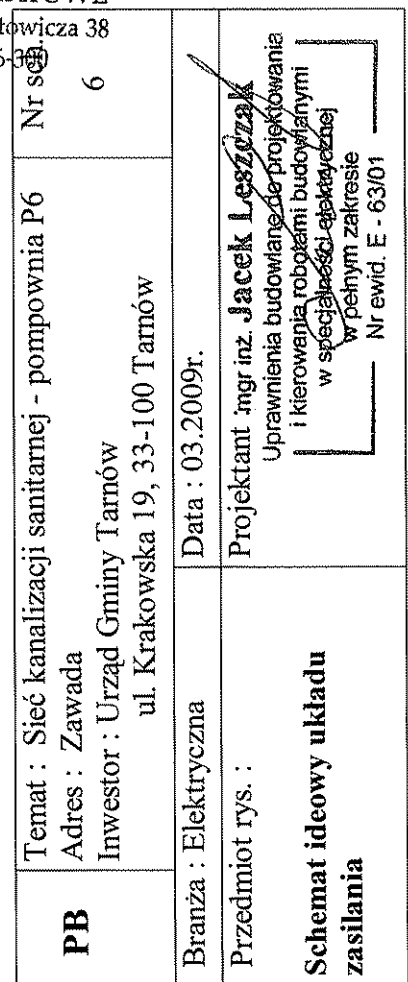 towicza 38
PB
Temat : Sieć kanalizacji sanitarnej - pompownia P6
Adres : Zawada
Inwestor : Urząd Gminy Tarnów
ul. Krakowska 19, 33-100 Tarnów
Nr sch.
6
Branża : Elektryczna
Data : 03.2009r.
Przedmiot rys. :
Schemat ideowy układu
zasilania
Projektant mgr inż. Jacek Leszczak
Uprawnienia budowlane do projektowania
i kierowania robotami budowlanymi
w specjalności elektrycznej
w pełnym zakresie
Nr ewid. E - 63/01